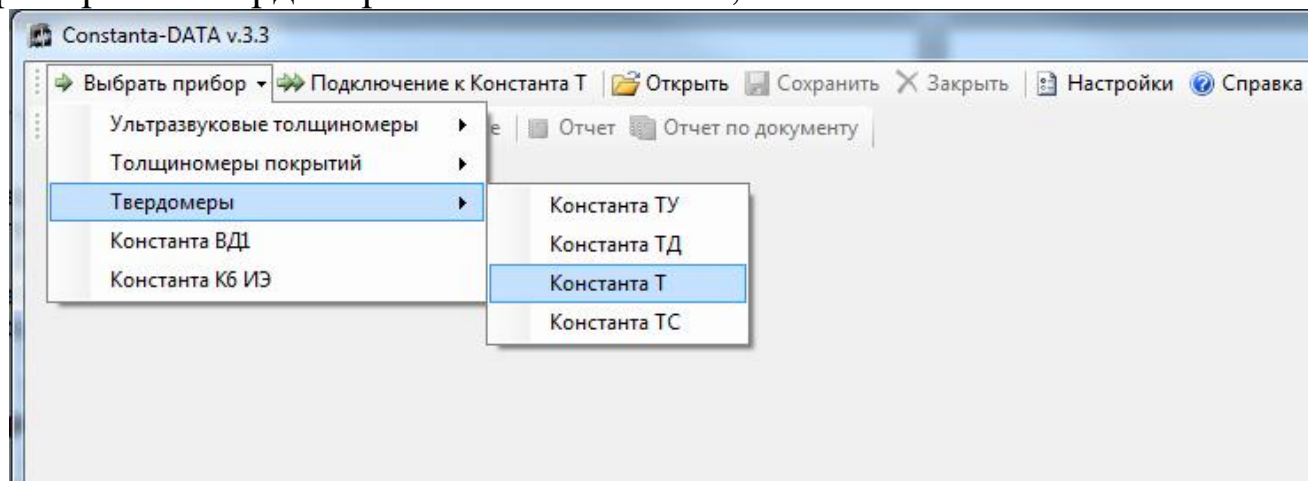 Constanta-DATA v.3.3
Выбрать прибор Подключение к Константа Т Открыть Сохранить Закрыть Настройки Справка
Ультразвуковые толщиномеры Отчет Отчет по документу
Толщиномеры покрытий
Твердомеры
Константа ВД1
Константа К6 ИЭ
Константа ТУ
Константа ТД
Константа Т
Константа ТС